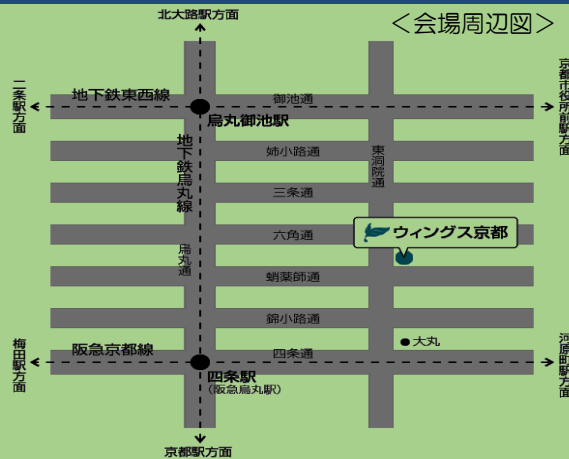 北大路駅方面
＜会場周辺図＞
二条駅方面
地下鉄東西線
御池通
京都市役所前駅方面
烏丸御池駅
地下鉄烏丸線
姉小路通
東洞院通
三条通
六角通
ウィングス京都
烏丸通
蛸薬師通
錦小路通
大丸
梅田駅方面
阪急京都線
四条通
河原町駅方面
四条駅
（阪急烏丸駅）
京都駅方面